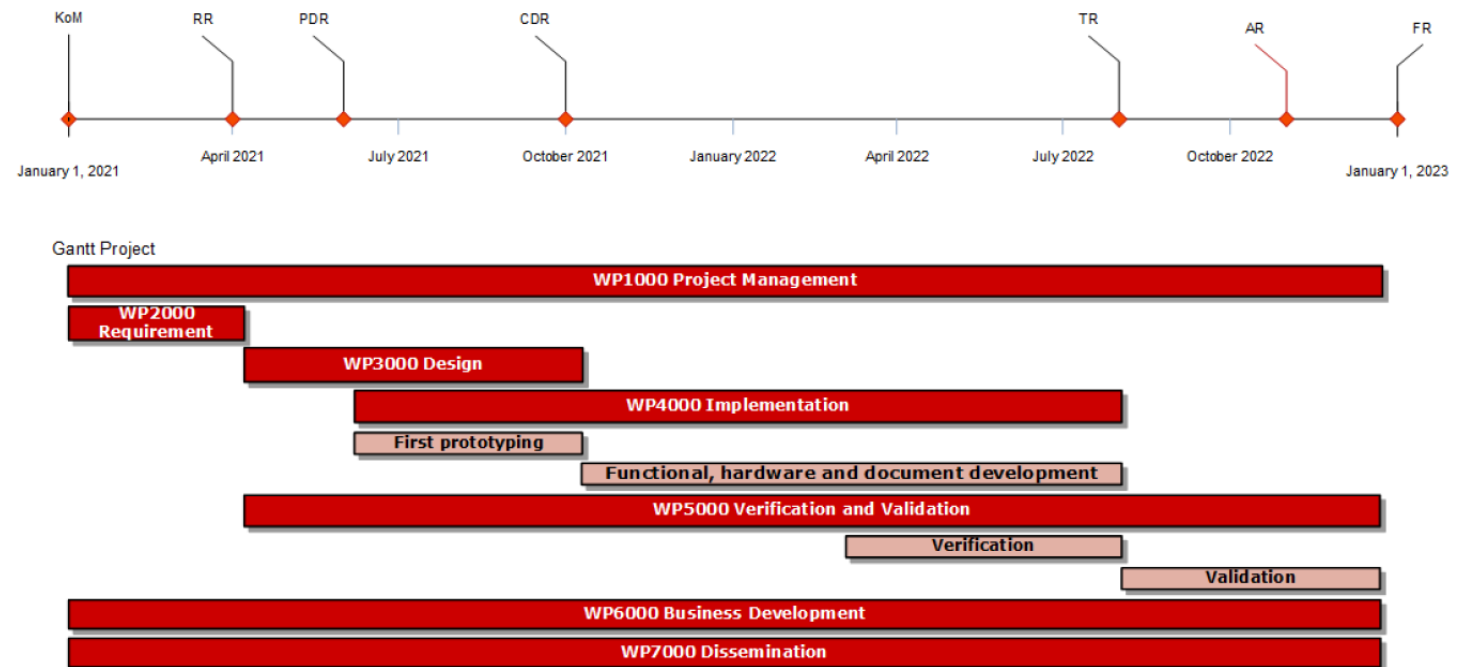 KoM
RR
PDR
CDR
TR
AR
FR
January 1, 2021
April 2021
July 2021
October 2021
January 2022
April 2022
July 2022
October 2022
January 1, 2023
Gantt Project
WP1000 Project Management
WP2000
Requirement
WP3000 Design
WP4000 Implementation
First prototyping
Functional, hardware and document development
WP5000 Verification and Validation
Verification
Validation
WP6000 Business Development
WP7000 Dissemination